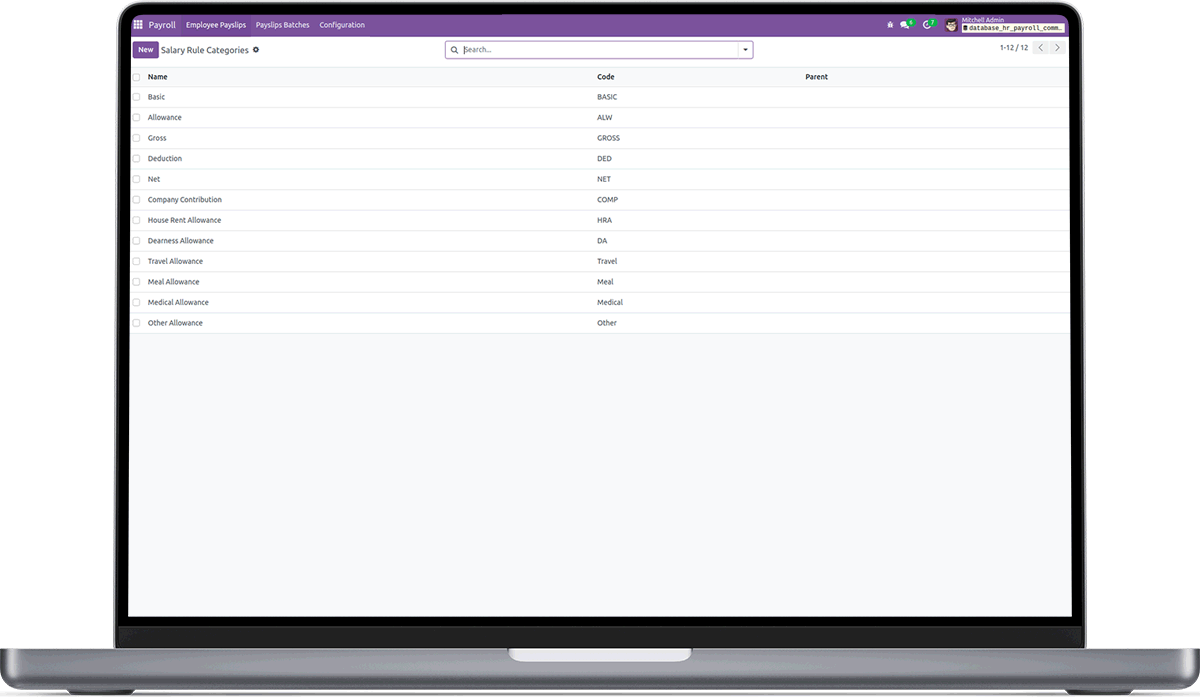 Payroll Employee Payslips Payslips Batches Configuration 6 7 Mitchell Admin
database_hr_payroll_comm...
New Salary Rule Categories Search... 1-12 / 12
Name Code Parent
Basic BASIC
Allowance ALW
Gross GROSS
Deduction DED
Net NET
Company Contribution COMP
House Rent Allowance HRA
Dearness Allowance DA
Travel Allowance Travel
Meal Allowance Meal
Medical Allowance Medical
Other Allowance Other